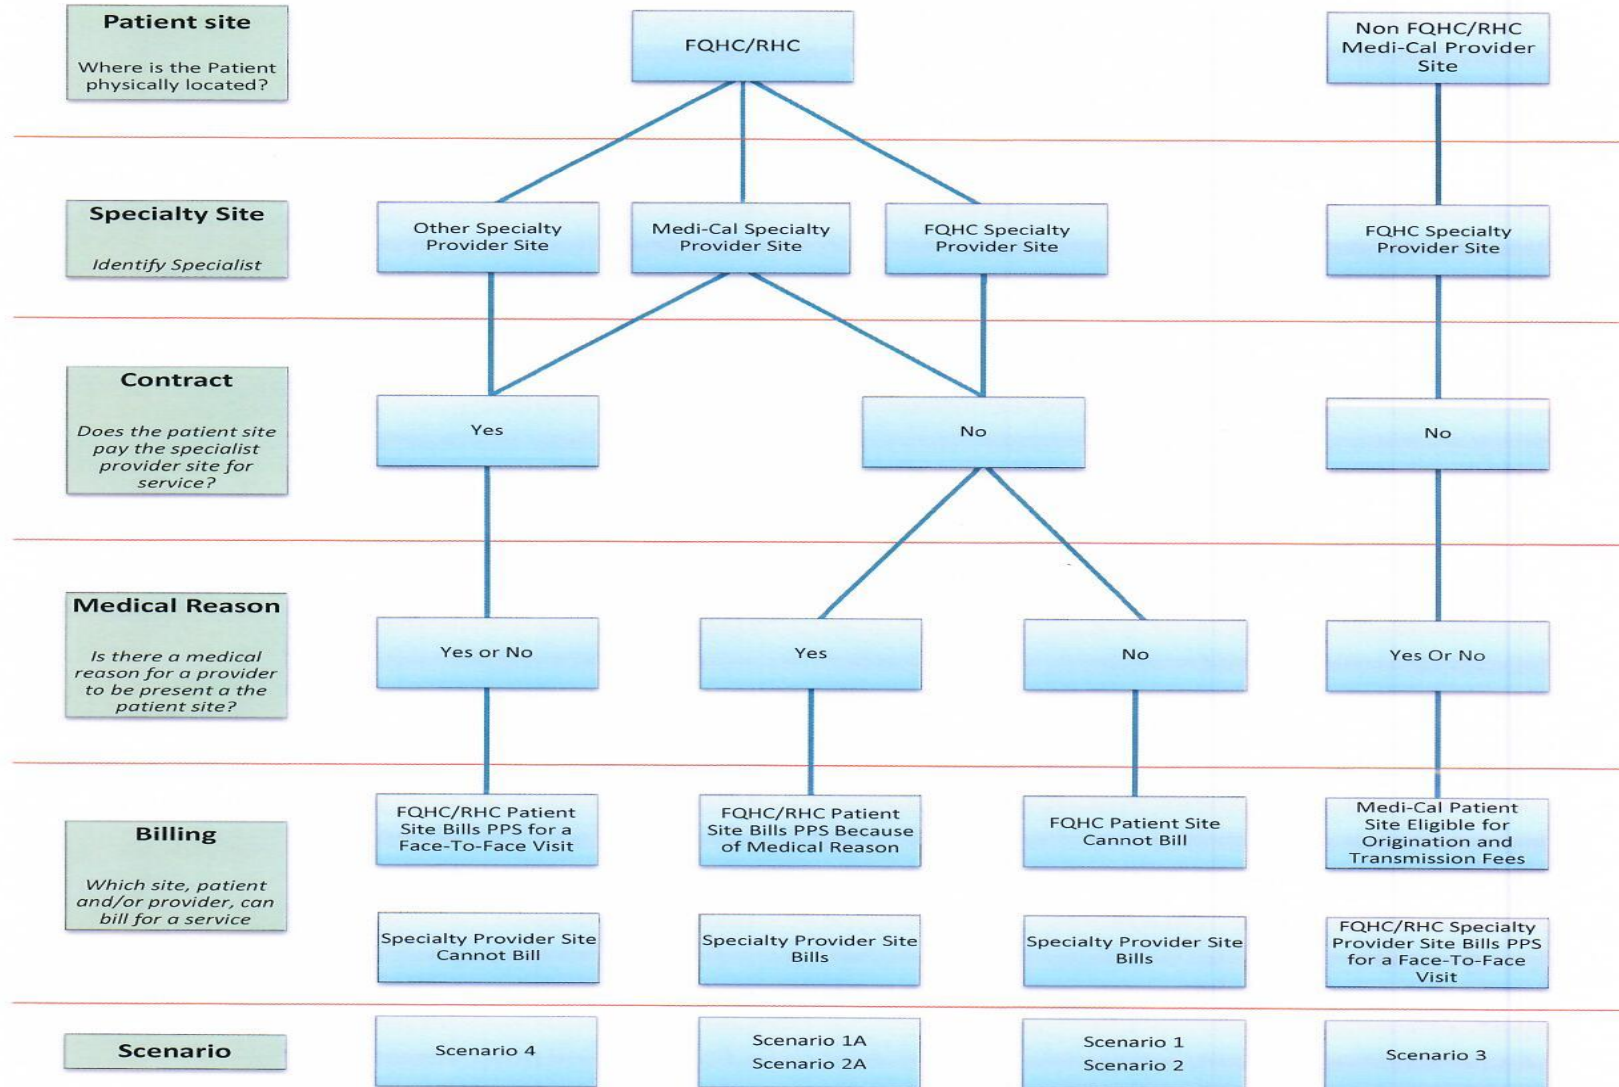 Patient site
Where is the Patient
physically located?
FQHC/RHC
Non FQHC/RHC
Medi-Cal Provider
Site
Specialty Site
Identify Specialist
Other Specialty
Provider Site
Medi-Cal Specialty
Provider Site
FQHC Specialty
Provider Site
FQHC Specialty
Provider Site
Contract
Does the patient site
pay the specialist
provider site for
service?
Yes
No
No
Medical Reason
Is there a medical
reason for a provider
to be present a the
patient site?
Yes or No
Yes
No
Yes Or No
Billing
Which site, patient
and/or provider, can
bill for a service
FQHC/RHC Patient
Site Bills PPS for a
Face-To-Face Visit
FQHC/RHC Patient
Site Bills PPS Because
of Medical Reason
FQHC Patient Site
Cannot Bill
Medi-Cal Patient
Site Eligible for
Origination and
Transmission Fees
Specialty Provider Site
Cannot Bill
Specialty Provider Site
Bills
Specialty Provider Site
Bills
FQHC/RHC Specialty
Provider Site Bills PPS
for a Face-To-Face
Visit
Scenario
Scenario 4
Scenario 1A
Scenario 2A
Scenario 1
Scenario 2
Scenario 3